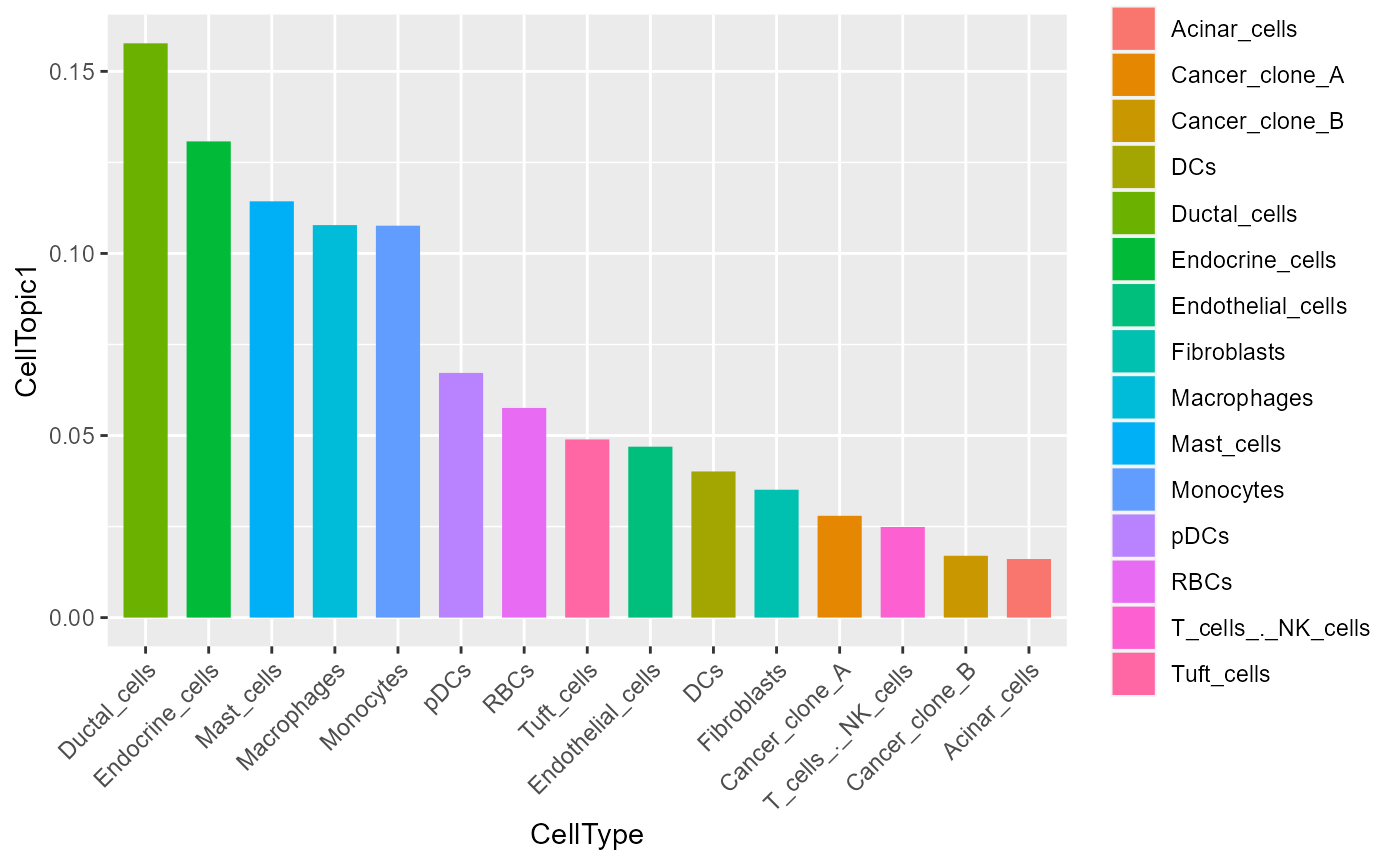 CellTopic1
0.15
0.10
0.05
0.00
Ductal_cells
Endocrine_cells
Mast_cells
Macrophages
Monocytes
pDCs
RBCs
Tuft_cells
Endothelial_cells
DCs
Fibroblasts
Cancer_clone_A
T_cells_._NK_cells
Cancer_clone_B
Acinar_cells
CellType
Acinar_cells
Cancer_clone_A
Cancer_clone_B
DCs
Ductal_cells
Endocrine_cells
Endothelial_cells
Fibroblasts
Macrophages
Mast_cells
Monocytes
pDCs
RBCs
T_cells_._NK_cells
Tuft_cells